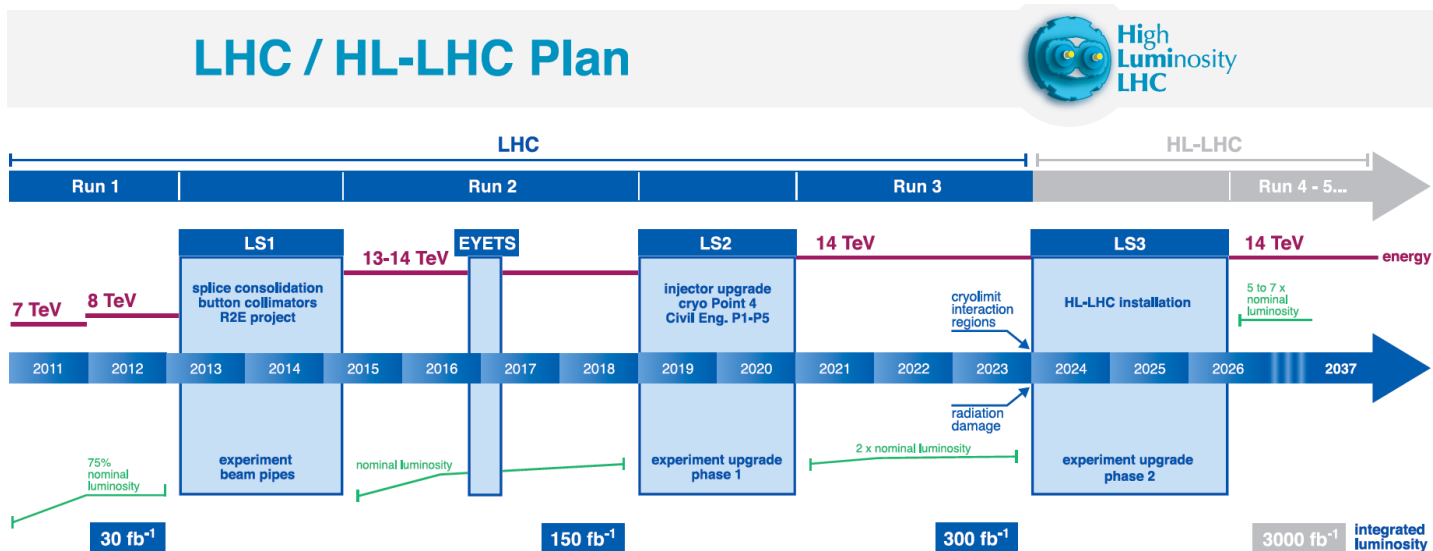 LHC / HL-LHC Plan
High
Luminosity
LHC
LHC
HL-LHC
Run 1
Run 2
Run 3
Run 4 - 5...
LS1
EYETS
LS2
14 TeV
LS3
14 TeV
energy
13-14 TeV
7 TeV
8 TeV
splice consolidation
button collimators
R2E project
injector upgrade
cryo Point 4
Civil Eng. P1-P5
cryolimit
interaction
regions
HL-LHC installation
5 to 7 x
nominal
luminosity
2011
2012
2013
2014
2015
2016
2017
2018
2019
2020
2021
2022
2023
2024
2025
2026
2037
radiation
damage
75%
nominal
luminosity
experiment
beam pipes
nominal luminosity
experiment upgrade
phase 1
2 x nominal luminosity
experiment upgrade
phase 2
30 fb⁻¹
150 fb⁻¹
300 fb⁻¹
3000 fb⁻¹
integrated
luminosity